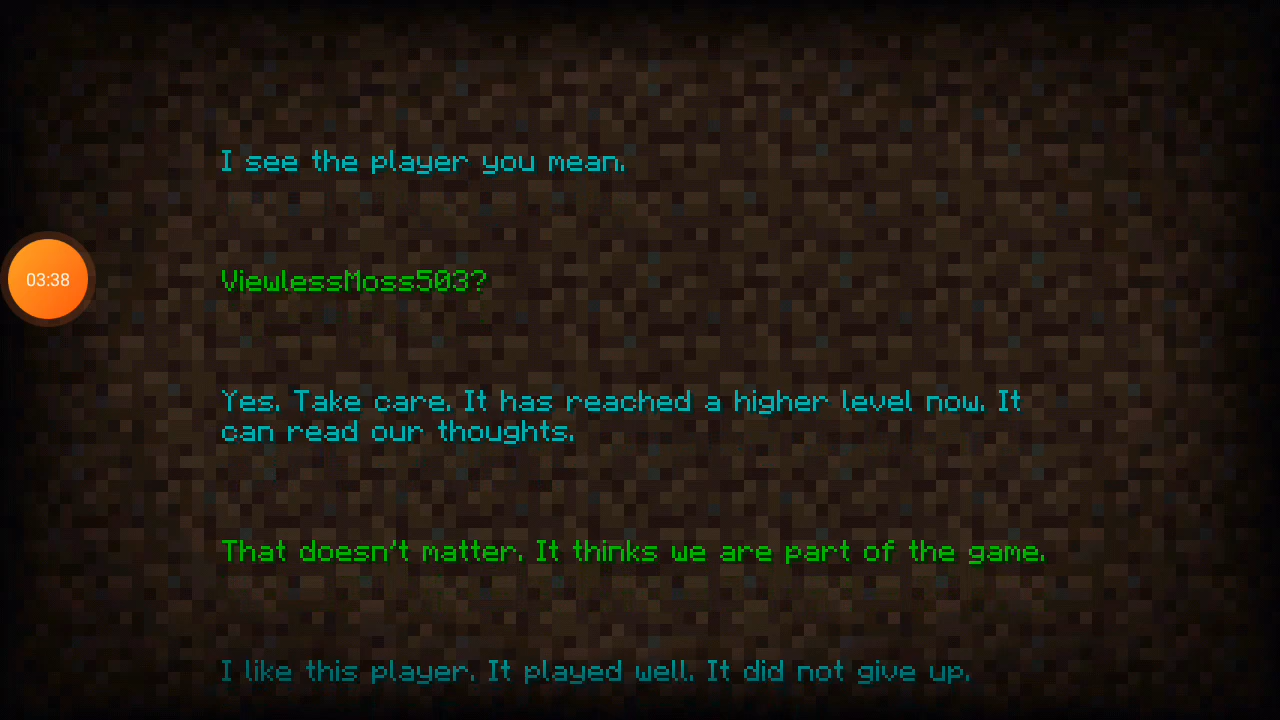 I see the player you mean.
03:38
ViewlessMoss503?
Yes. Take care. It has reached a higher level now. It
can read our thoughts.
That doesn't matter. It thinks we are part of the game.
I like this player. It played well. It did not give up.